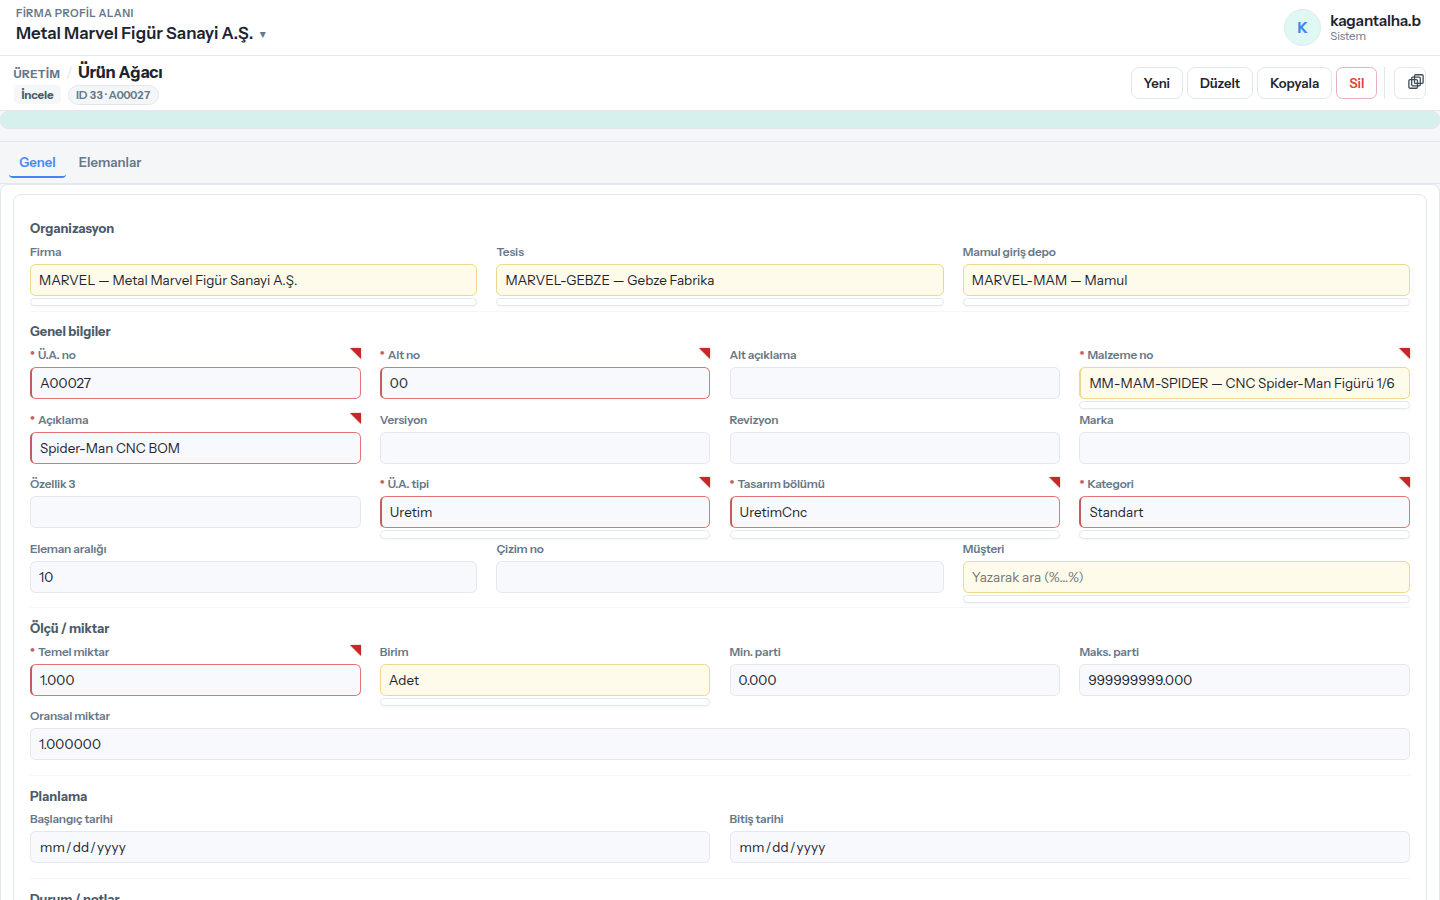 FİRMA PROFİL ALANI
Metal Marvel Figür Sanayi A.Ş. ▾
K
kagantalha.b
Sistem
ÜRETİM / Ürün Ağacı
İncele
ID 33 · A00027
Yeni
Düzelt
Kopyala
Sil
Genel
Elemanlar
Organizasyon
Firma
Tesis
Mamul giriş depo
MARVEL — Metal Marvel Figür Sanayi A.Ş.
MARVEL-GEBZE — Gebze Fabrika
MARVEL-MAM — Mamul
Genel bilgiler
* Ü.A. no
* Alt no
Alt açıklama
* Malzeme no
A00027
00
MM-MAM-SPIDER — CNC Spider-Man Figürü 1/6
* Açıklama
Versiyon
Revizyon
Marka
Spider-Man CNC BOM
Özellik 3
* Ü.A. tipi
* Tasarım bölümü
* Kategori
Uretim
UretimCnc
Standart
Eleman aralığı
Çizim no
Müşteri
10
Yazarak ara (%...%)
Ölçü / miktar
* Temel miktar
Birim
Min. parti
Maks. parti
1.000
Adet
0.000
999999999.000
Oransal miktar
1.000000
Planlama
Başlangıç tarihi
Bitiş tarihi
mm/dd/yyyy
mm/dd/yyyy
Durum / notlar